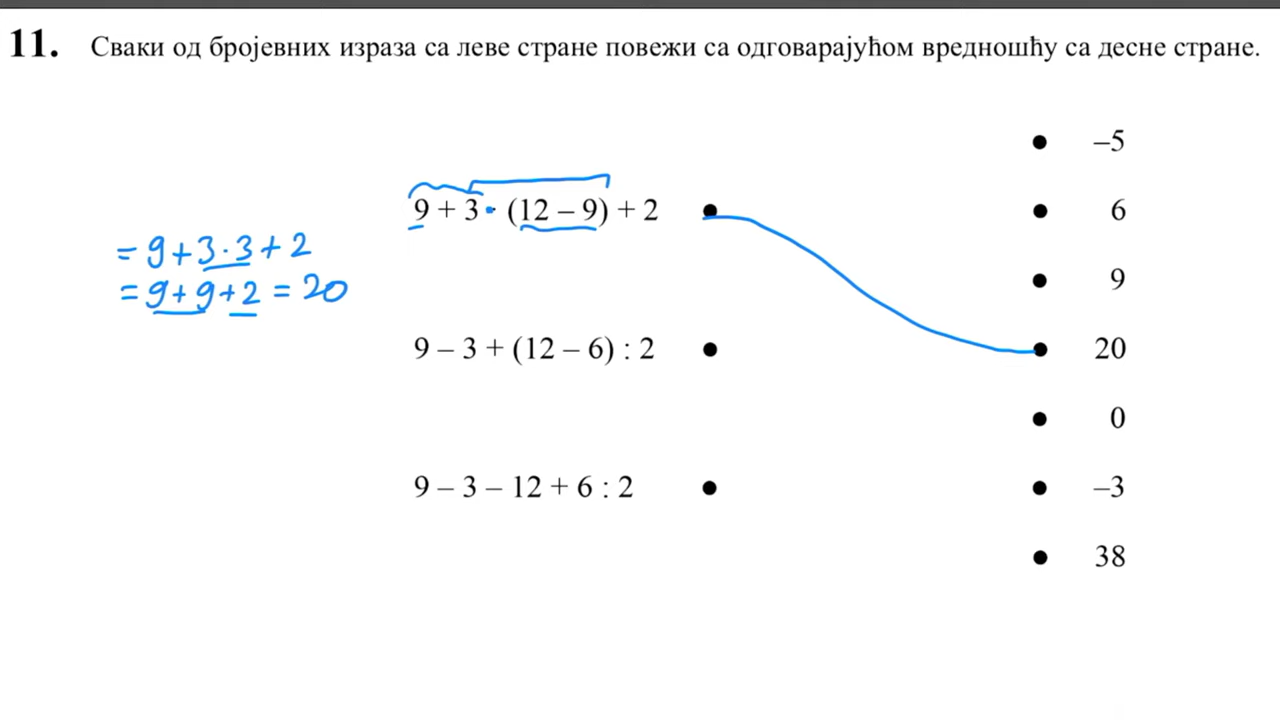 11. Сваки од бројевних израза са леве стране повежи са одговарајућом вредношћу са десне стране.
–5
9 + 3 · (12 – 9) + 2
6
= 9 + 3 · 3 + 2
= 9 + 9 + 2 = 20
9
9 – 3 + (12 – 6) : 2
20
0
9 – 3 – 12 + 6 : 2
–3
38